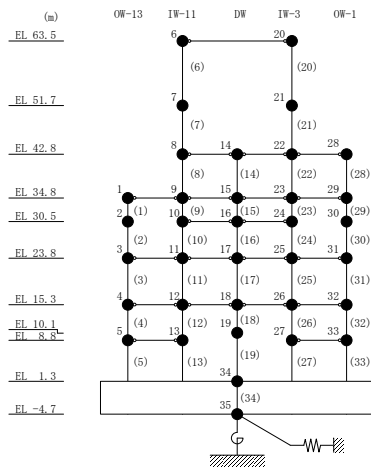 (m) OW-13 IW-11 DW IW-3 OW-1
EL 63.5 6 20
(6) (20)
EL 51.7 7 21
(7) (21)
EL 42.8 8 14 22 28
(8) (14) (22) (28)
EL 34.8 1 9 15 23 29
(1) (9) (15) (23) (29)
EL 30.5 2 10 16 24 30
(2) (10) (16) (24) (30)
EL 23.8 3 11 17 25 31
(3) (11) (17) (25) (31)
EL 15.3 4 12 18 26 32
(4) (12) (18) (26) (32)
EL 10.1 19
EL 8.8 5 13 27 33
(5) (13) (19) (27) (33)
EL 1.3 34
(34)
EL -4.7 35